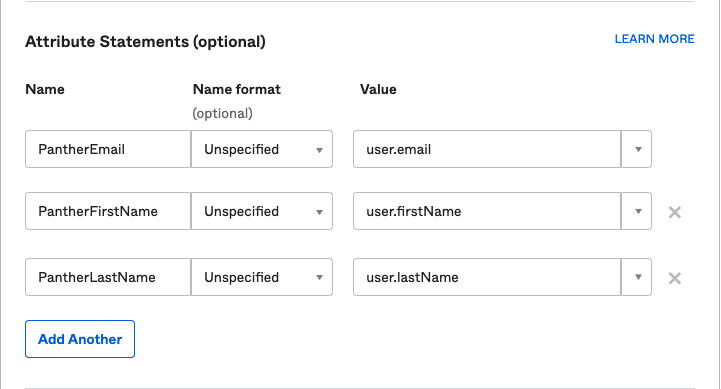 Attribute Statements (optional) LEARN MORE
Name Name format Value
(optional)
PantherEmail Unspecified user.email
PantherFirstName Unspecified user.firstName
PantherLastName Unspecified user.lastName
Add Another